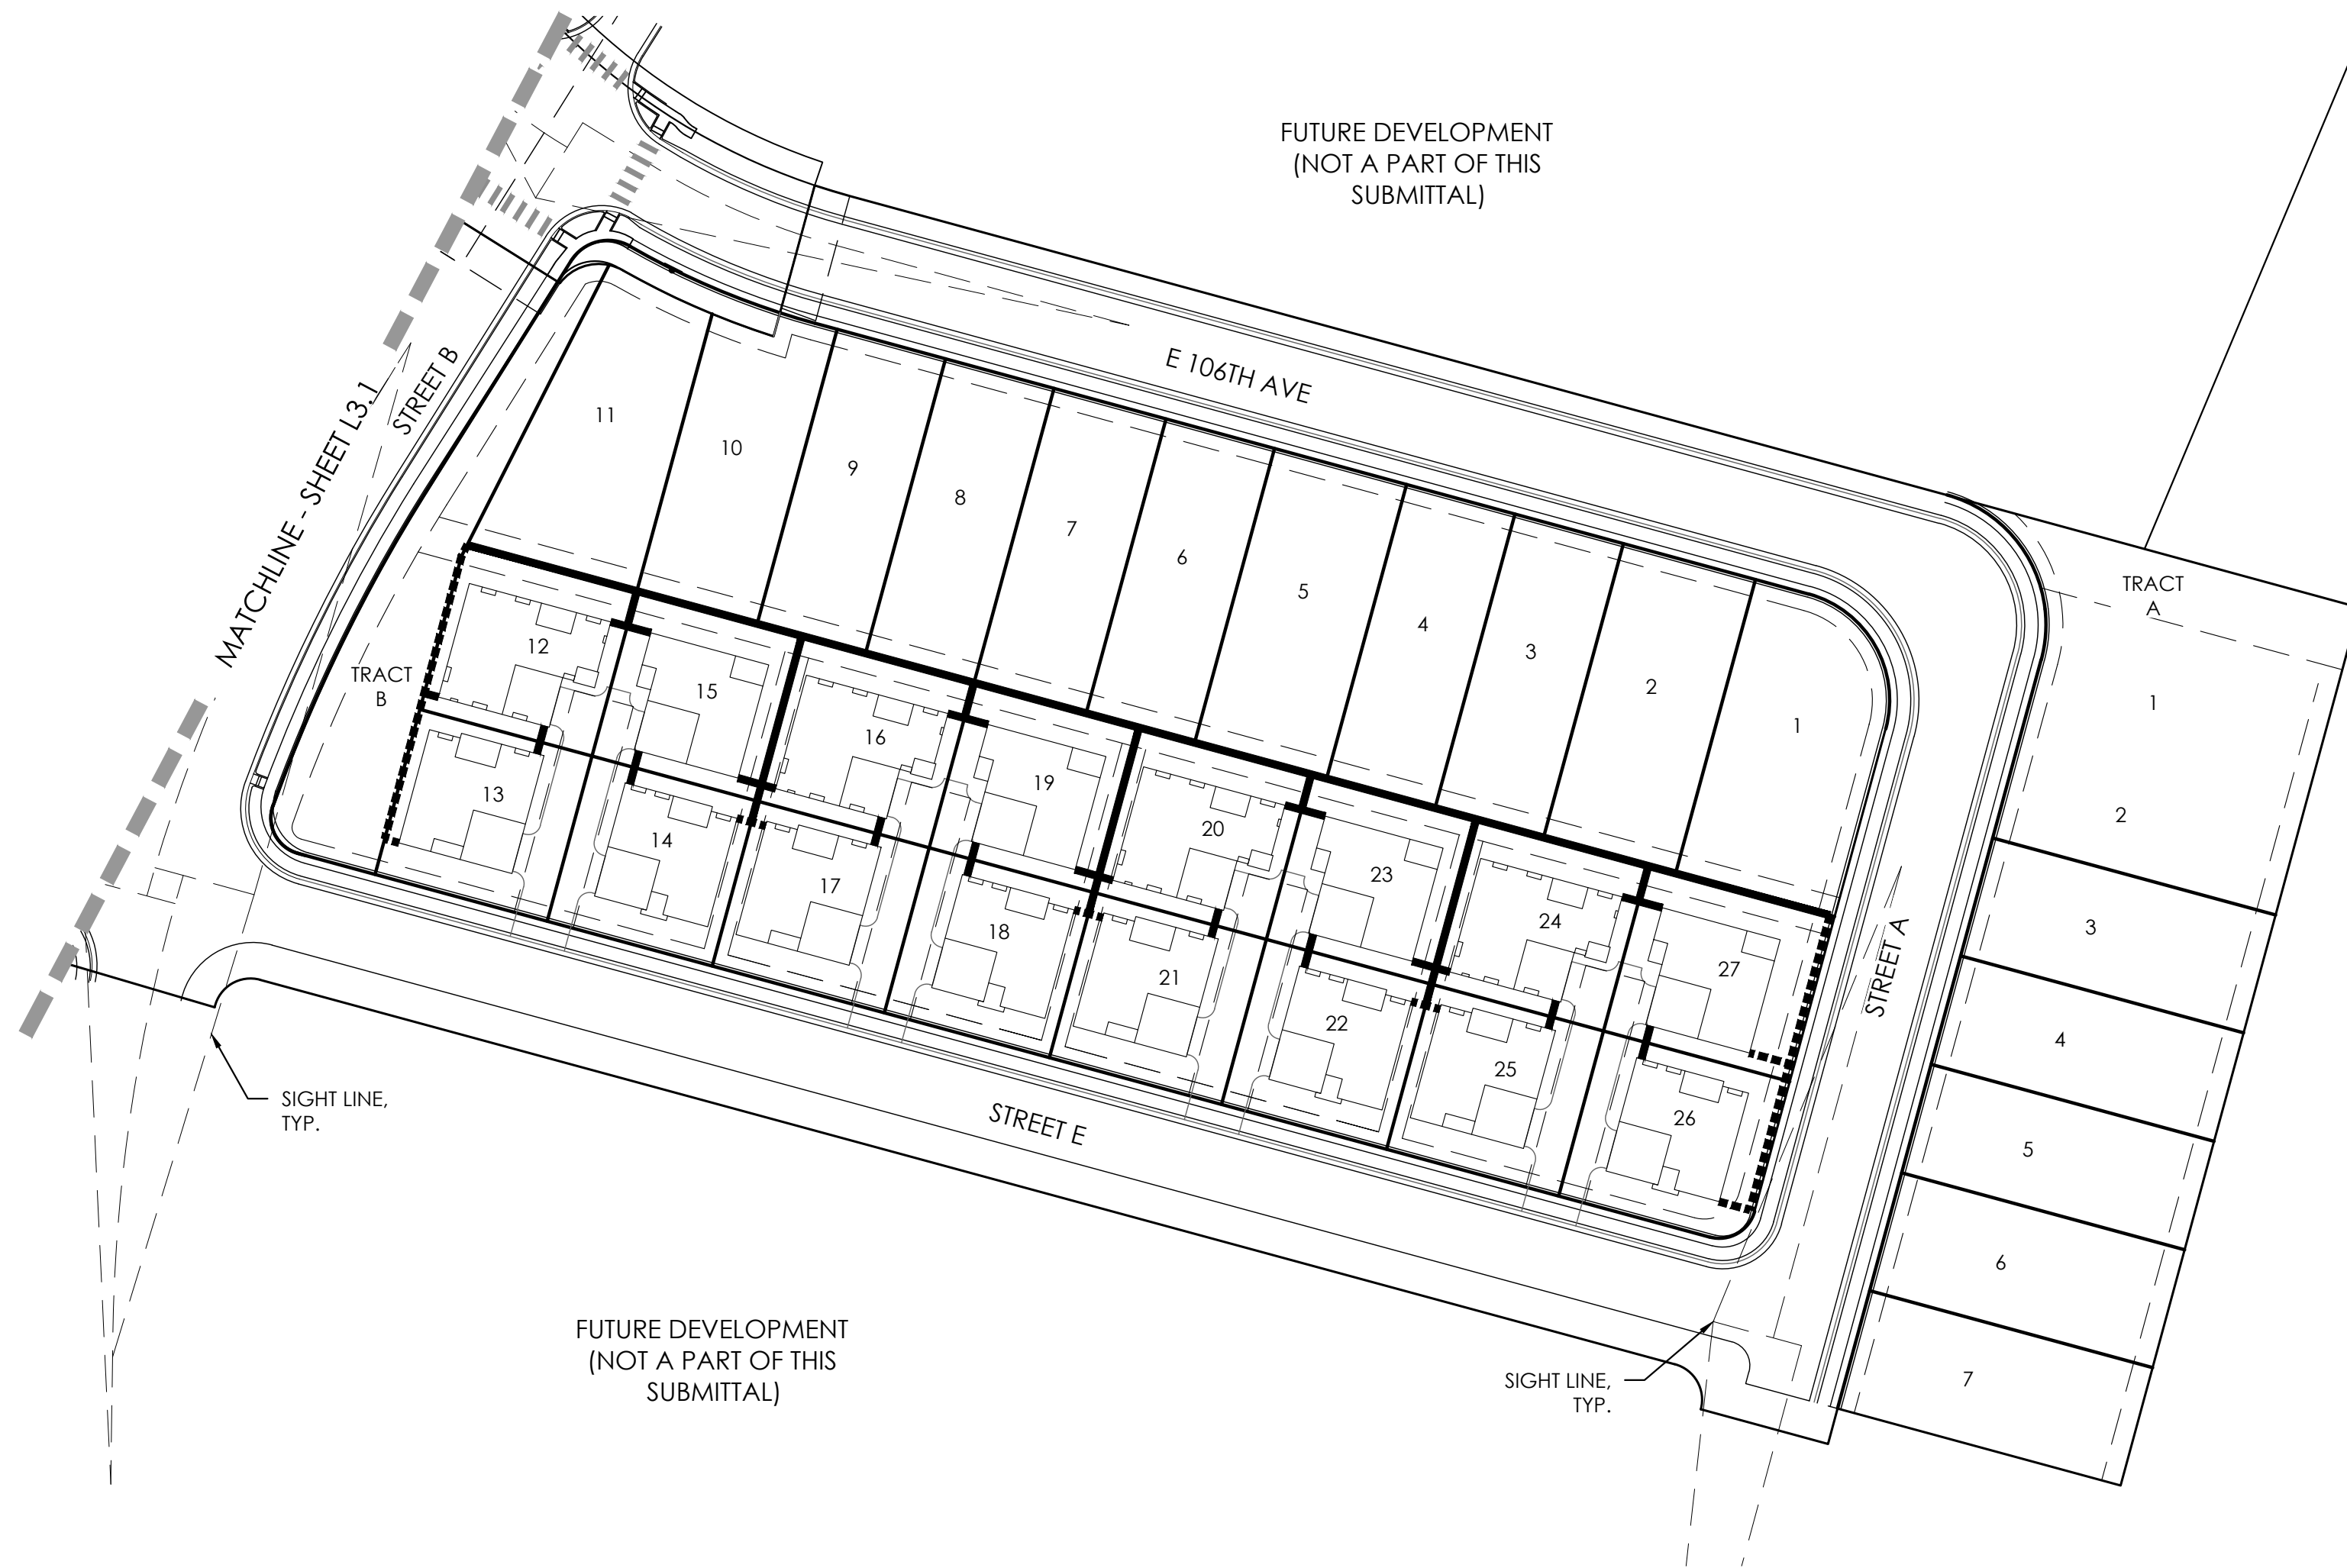 FUTURE DEVELOPMENT
(NOT A PART OF THIS
SUBMITTAL)
E 106TH AVE
STREET B
MATCHLINE - SHEET L3.1
11
10
9
8
7
6
5
4
3
2
1
TRACT
A
1
2
3
4
5
6
7
TRACT
B
12
13
15
14
16
17
19
18
20
21
23
22
24
25
27
26
STREET A
STREET E
SIGHT LINE,
TYP.
SIGHT LINE,
TYP.
FUTURE DEVELOPMENT
(NOT A PART OF THIS
SUBMITTAL)